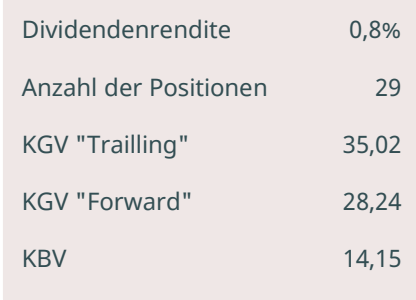 Dividendenrendite 0,8%
Anzahl der Positionen 29
KGV "Trailling" 35,02
KGV "Forward" 28,24
KBV 14,15